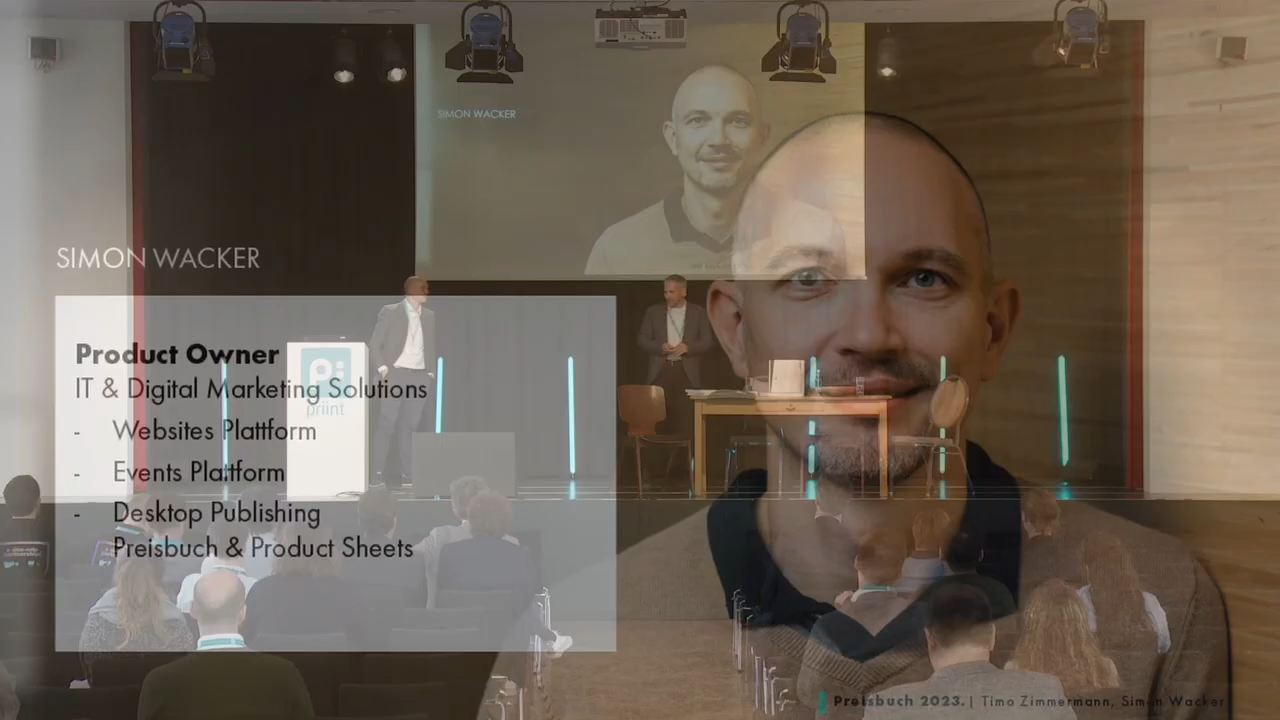 SIMON WACKER
SIMON WACKER
Product Owner
IT & Digital Marketing Solutions
- Websites Plattform
- Events Plattform
- Desktop Publishing
Preisbuch & Product Sheets
Pi
priint
Preisbuch 2023. | Timo Zimmermann, Simon Wacker